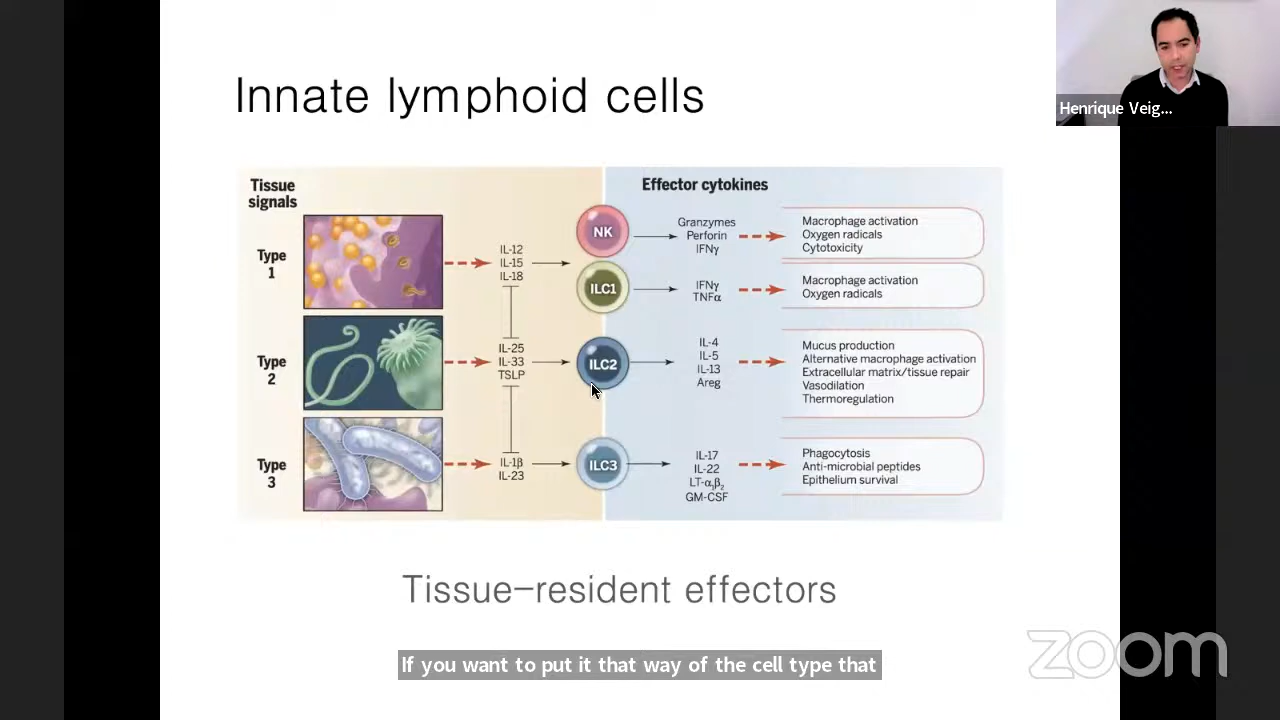 Innate lymphoid cells
Henrique Veig...
Tissue
signals
Effector cytokines
Type
1
IL-12
IL-15
IL-18
NK
Granzymes
Perforin
IFNγ
Macrophage activation
Oxygen radicals
Cytotoxicity
ILC1
IFNγ
TNFα
Macrophage activation
Oxygen radicals
Type
2
IL-25
IL-33
TSLP
ILC2
IL-4
IL-5
IL-13
Areg
Mucus production
Alternative macrophage activation
Extracellular matrix/tissue repair
Vasodilation
Thermoregulation
Type
3
IL-1β
IL-23
ILC3
IL-17
IL-22
LT-α₁β₂
GM-CSF
Phagocytosis
Anti-microbial peptides
Epithelium survival
Tissue-resident effectors
If you want to put it that way of the cell type that
zoom